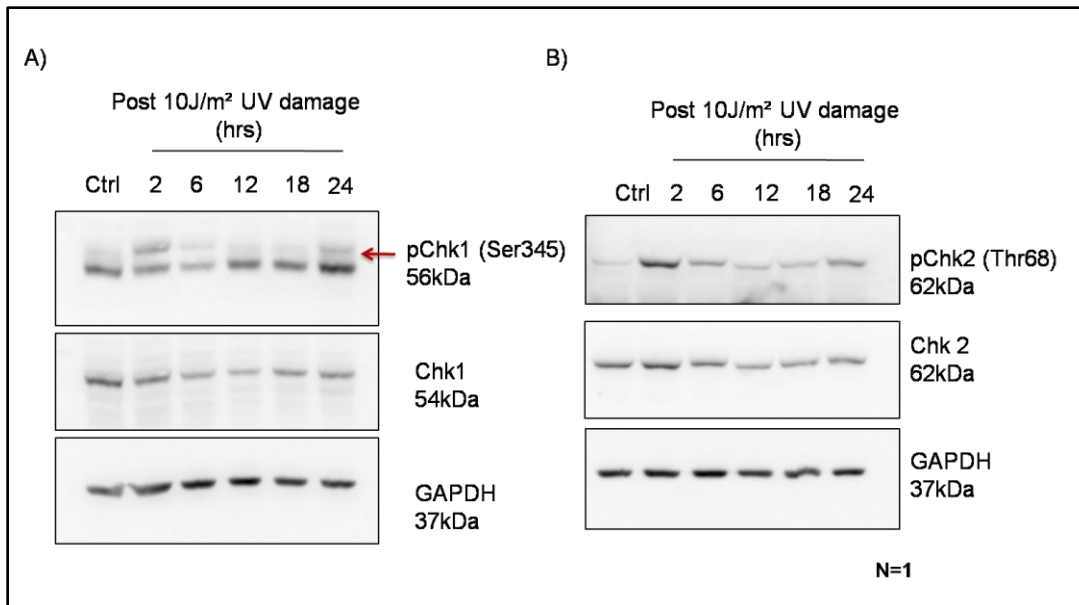 A)
Post 10J/m² UV damage
(hrs)
Ctrl 2 6 12 18 24
pChk1 (Ser345)
56kDa
Chk1
54kDa
GAPDH
37kDa
B)
Post 10J/m² UV damage
(hrs)
Ctrl 2 6 12 18 24
pChk2 (Thr68)
62kDa
Chk 2
62kDa
GAPDH
37kDa
N=1